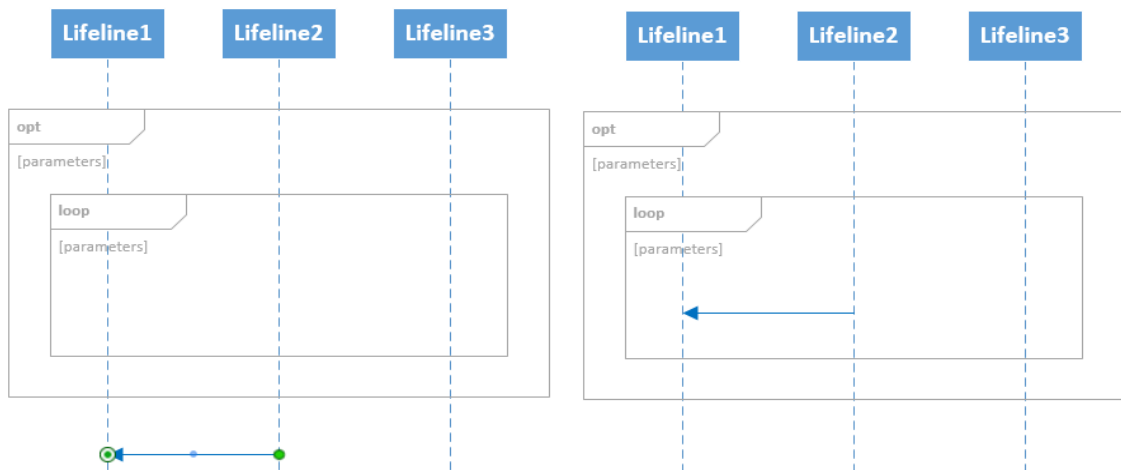 Lifeline1
Lifeline2
Lifeline3
opt
[parameters]
loop
[parameters]
Lifeline1
Lifeline2
Lifeline3
opt
[parameters]
loop
[parameters]